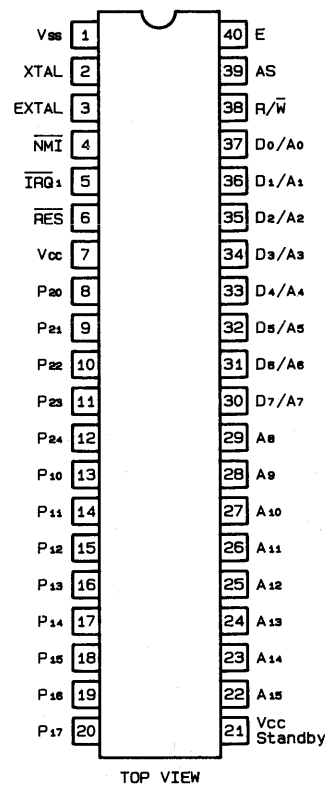 Vss 1 40 E
XTAL 2 39 AS
EXTAL 3 38 R/W̅
N̅M̅I̅ 4 37 D0/A0
I̅R̅Q̅1 5 36 D1/A1
R̅E̅S̅ 6 35 D2/A2
Vcc 7 34 D3/A3
P20 8 33 D4/A4
P21 9 32 D5/A5
P22 10 31 D6/A6
P23 11 30 D7/A7
P24 12 29 A8
P10 13 28 A9
P11 14 27 A10
P12 15 26 A11
P13 16 25 A12
P14 17 24 A13
P15 18 23 A14
P16 19 22 A15
P17 20 21 Vcc
Standby
TOP VIEW